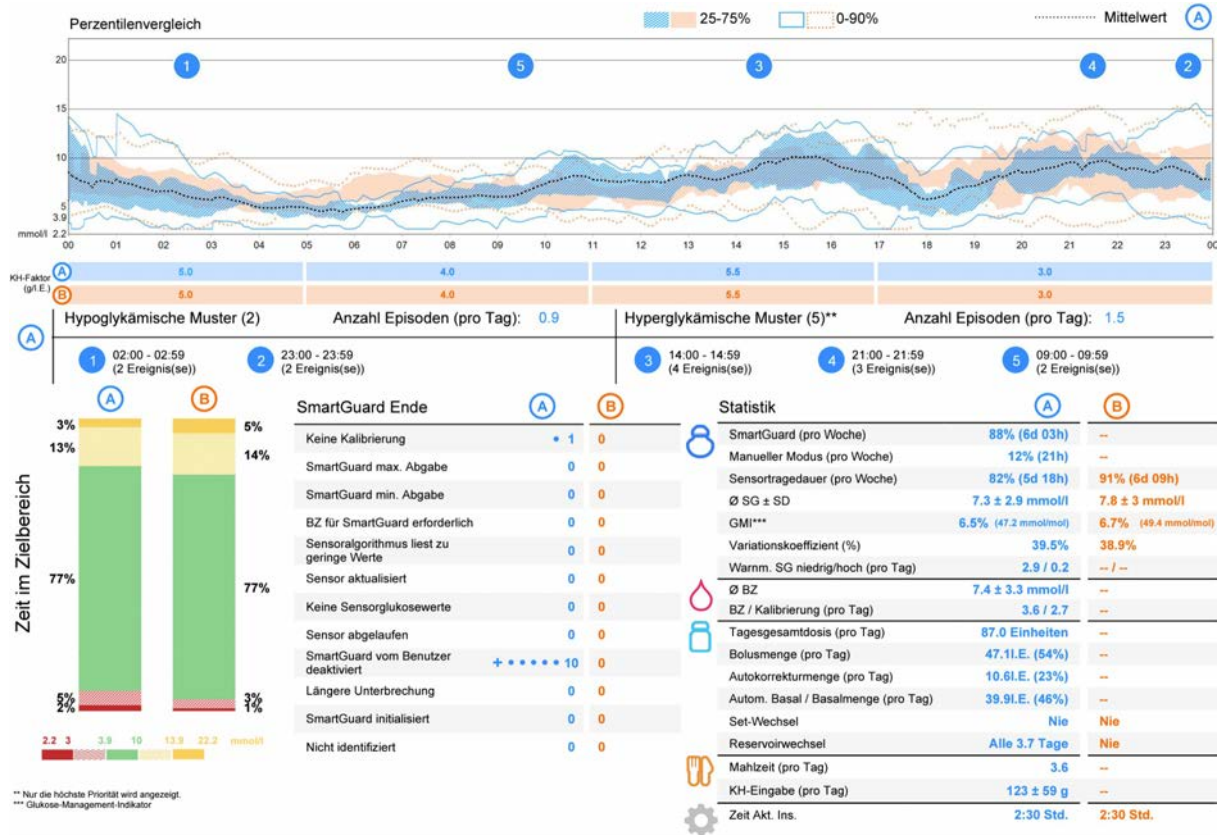 Perzentilenvergleich
25-75%
0-90%
Mittelwert
A
20
15
10
5
3.9
mmol/l 2.2
1
5
3
4
2
00 01 02 03 04 05 06 07 08 09 10 11 12 13 14 15 16 17 18 19 20 21 22 23 00
KH-Faktor
(g/I.E.)
A 5.0 4.0 5.5 3.0
B 5.0 4.0 5.5 3.0
A
Hypoglykämische Muster (2) Anzahl Episoden (pro Tag): 0.9
1 02:00 - 02:59
(2 Ereignis(se))
2 23:00 - 23:59
(2 Ereignis(se))
Hyperglykämische Muster (5)** Anzahl Episoden (pro Tag): 1.5
3 14:00 - 14:59
(4 Ereignis(se))
4 21:00 - 21:59
(3 Ereignis(se))
5 09:00 - 09:59
(2 Ereignis(se))
Zeit im Zielbereich
A B
3% 5%
13% 14%
77% 77%
5% 3%
2% 1%
2.2 3 3.9 10 13.9 22.2 mmol/l
** Nur die höchste Priorität wird angezeigt.
*** Glukose-Management-Indikator
SmartGuard Ende A B
Keine Kalibrierung 1 0
SmartGuard max. Abgabe 0 0
SmartGuard min. Abgabe 0 0
BZ für SmartGuard erforderlich 0 0
Sensoralgorithmus liest zu
geringe Werte 0 0
Sensor aktualisiert 0 0
Keine Sensorglukosewerte 0 0
Sensor abgelaufen 0 0
SmartGuard vom Benutzer
deaktiviert + 10 0
Längere Unterbrechung 0 0
SmartGuard initialisiert 0 0
Nicht identifiziert 0 0
Statistik A B
SmartGuard (pro Woche) 88% (6d 03h) --
Manueller Modus (pro Woche) 12% (21h) --
Sensortragedauer (pro Woche) 82% (5d 18h) 91% (6d 09h)
Ø SG ± SD 7.3 ± 2.9 mmol/l 7.8 ± 3 mmol/l
GMI*** 6.5% (47.2 mmol/mol) 6.7% (49.4 mmol/mol)
Variationskoeffizient (%) 39.5% 38.9%
Warnm. SG niedrig/hoch (pro Tag) 2.9 / 0.2 -- / --
Ø BZ 7.4 ± 3.3 mmol/l --
BZ / Kalibrierung (pro Tag) 3.6 / 2.7 --
Tagesgesamtdosis (pro Tag) 87.0 Einheiten --
Bolusmenge (pro Tag) 47.1I.E. (54%) --
Autokorrekturmenge (pro Tag) 10.6I.E. (23%) --
Autom. Basal / Basalmenge (pro Tag) 39.9I.E. (46%) --
Set-Wechsel Nie Nie
Reservoirwechsel Alle 3.7 Tage Nie
Mahlzeit (pro Tag) 3.6 --
KH-Eingabe (pro Tag) 123 ± 59 g --
Zeit Akt. Ins. 2:30 Std. 2:30 Std.